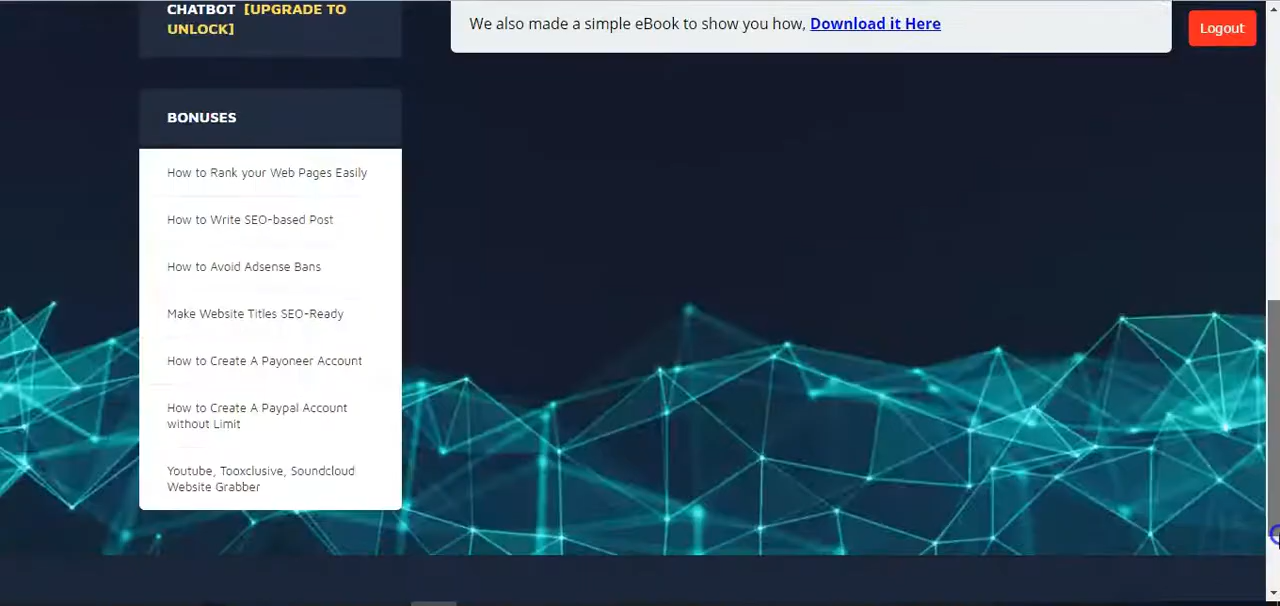 CHATBOT [UPGRADE TO
UNLOCK]
We also made a simple eBook to show you how, Download it Here
Logout
BONUSES
How to Rank your Web Pages Easily
How to Write SEO-based Post
How to Avoid Adsense Bans
Make Website Titles SEO-Ready
How to Create A Payoneer Account
How to Create A Paypal Account
without Limit
Youtube, Tooxclusive, Soundcloud
Website Grabber